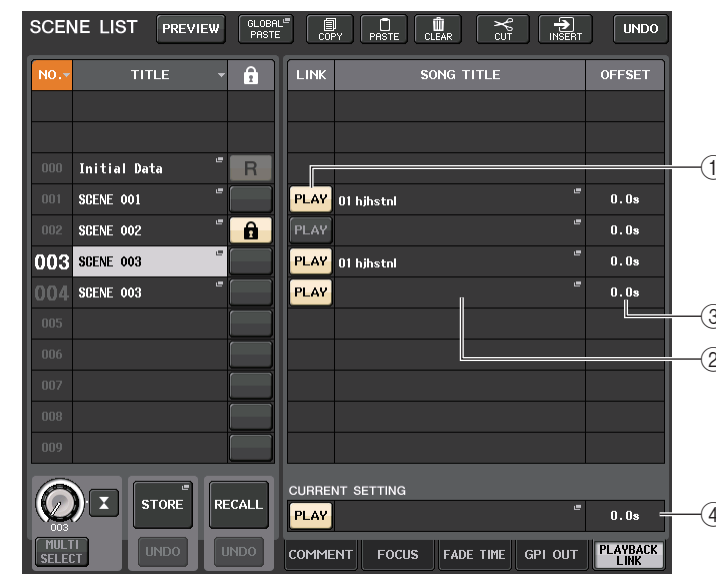 SCENE LIST PREVIEW GLOBAL PASTE COPY PASTE CLEAR CUT INSERT UNDO
NO. TITLE LINK SONG TITLE OFFSET
000 Initial Data R
001 SCENE 001 PLAY 01 hjhstnl 0.0s
002 SCENE 002 PLAY 0.0s
003 SCENE 003 PLAY 01 hjhstnl 0.0s
004 SCENE 003 PLAY 0.0s
005
006
007
008
009
1
3
2
CURRENT SETTING
003 STORE RECALL PLAY 0.0s
4
MULTI SELECT UNDO UNDO COMMENT FOCUS FADE TIME GPI OUT PLAYBACK LINK